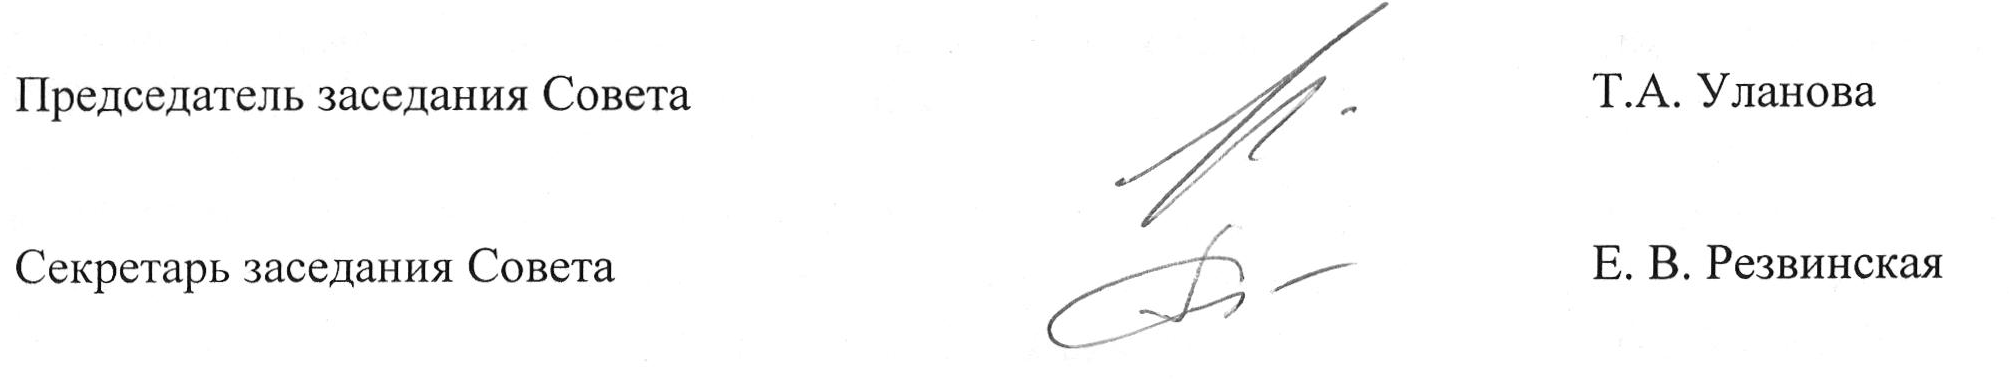 Председатель заседания Совета Т.А. Уланова
Секретарь заседания Совета Е. В. Резвинская